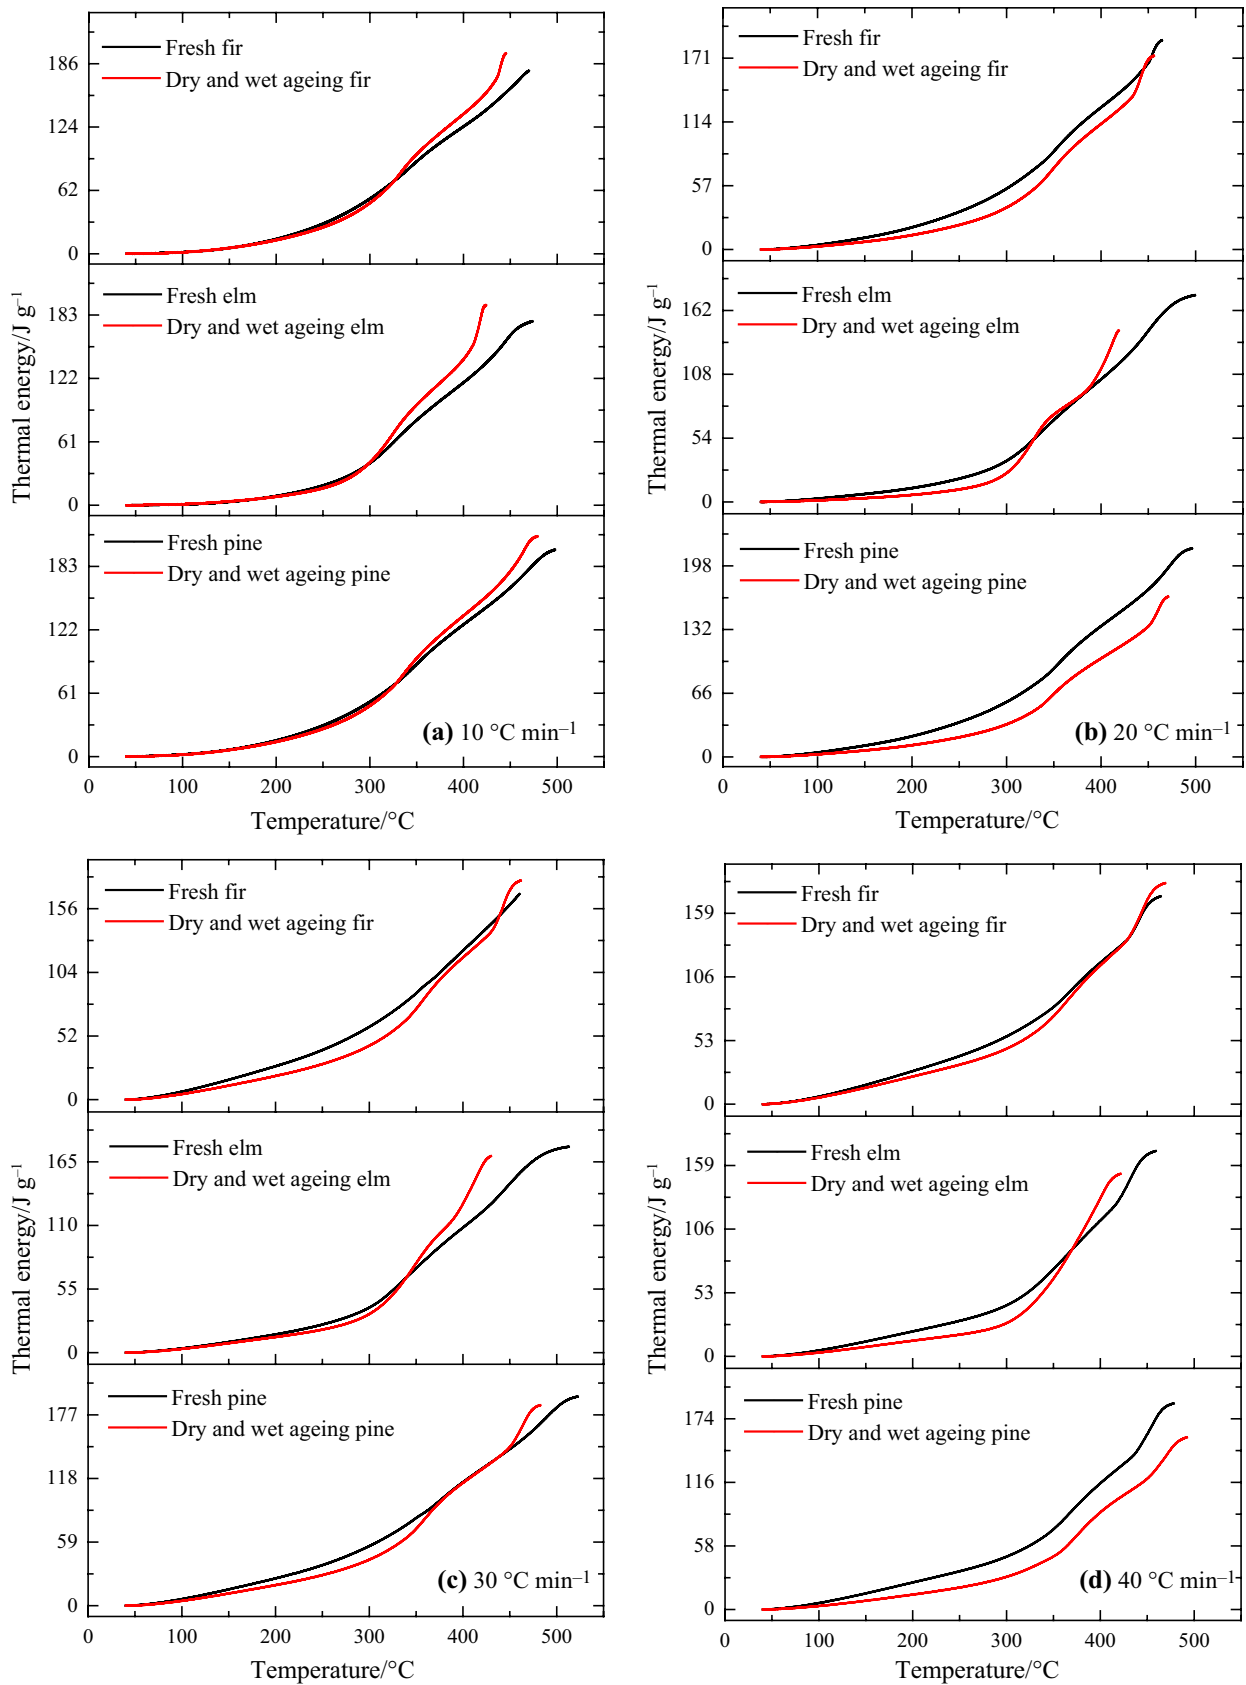 Fresh fir
Dry and wet ageing fir
186
124
62
0
Fresh elm
Dry and wet ageing elm
183
122
61
0
Fresh pine
Dry and wet ageing pine
183
122
61
0
(a) 10 °C min⁻¹
0 100 200 300 400 500
Temperature/°C
Thermal energy/J g⁻¹
Fresh fir
Dry and wet ageing fir
171
114
57
0
Fresh elm
Dry and wet ageing elm
162
108
54
0
Fresh pine
Dry and wet ageing pine
198
132
66
0
(b) 20 °C min⁻¹
0 100 200 300 400 500
Temperature/°C
Thermal energy/J g⁻¹
Fresh fir
Dry and wet ageing fir
156
104
52
0
Fresh elm
Dry and wet ageing elm
165
110
55
0
Fresh pine
Dry and wet ageing pine
177
118
59
0
(c) 30 °C min⁻¹
0 100 200 300 400 500
Temperature/°C
Thermal energy/J g⁻¹
Fresh fir
Dry and wet ageing fir
159
106
53
0
Fresh elm
Dry and wet ageing elm
159
106
53
0
Fresh pine
Dry and wet ageing pine
174
116
58
0
(d) 40 °C min⁻¹
0 100 200 300 400 500
Temperature/°C
Thermal energy/J g⁻¹